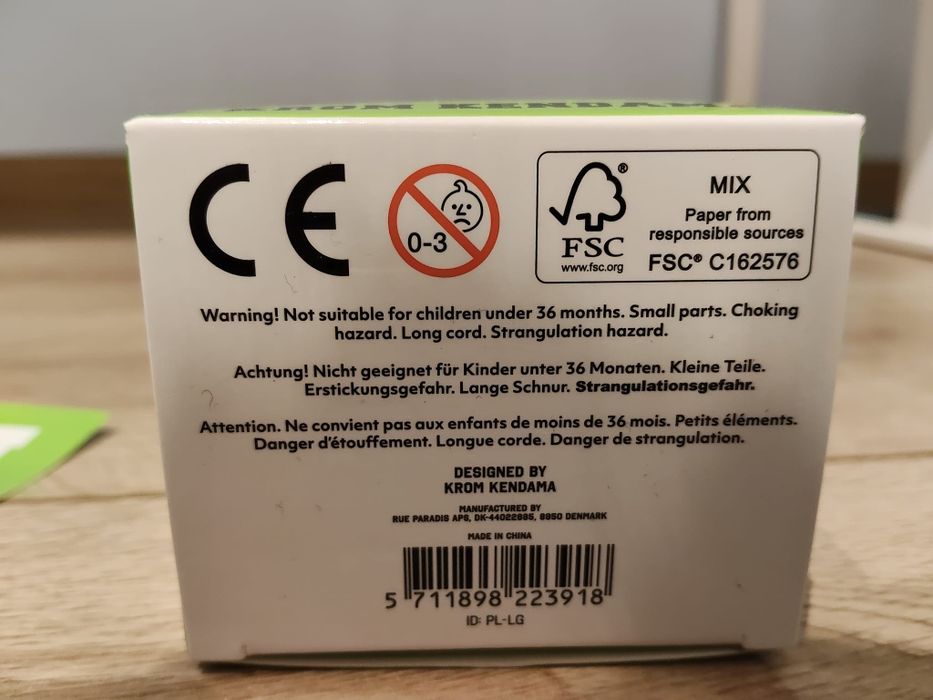 KROM KENDAMA
CE
0-3
FSC®
www.fsc.org
MIX
Paper from
responsible sources
FSC® C162576
Warning! Not suitable for children under 36 months. Small parts. Choking
hazard. Long cord. Strangulation hazard.
Achtung! Nicht geeignet für Kinder unter 36 Monaten. Kleine Teile.
Erstickungsgefahr. Lange Schnur. Strangulationsgefahr.
Attention. Ne convient pas aux enfants de moins de 36 mois. Petits éléments.
Danger d'étouffement. Longue corde. Danger de strangulation.
DESIGNED BY
KROM KENDAMA
MANUFACTURED BY
RUE PARADIS APS, DK-44022885, 8950 DENMARK
MADE IN CHINA
5 711898 223918
ID: PL-LG